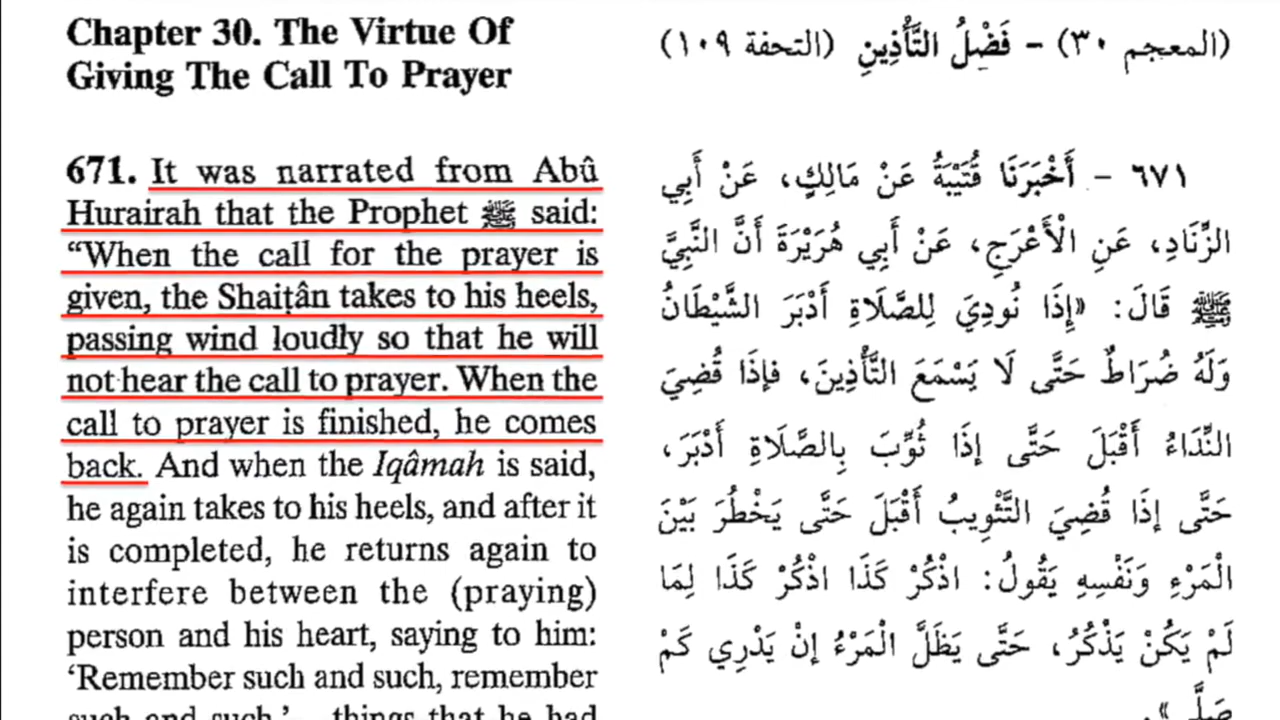 Chapter 30. The Virtue Of
Giving The Call To Prayer
671. It was narrated from Abû
Hurairah that the Prophet ﷺ said:
“When the call for the prayer is
given, the Shaiṭân takes to his heels,
passing wind loudly so that he will
not hear the call to prayer. When the
call to prayer is finished, he comes
back. And when the Iqâmah is said,
he again takes to his heels, and after it
is completed, he returns again to
interfere between the (praying)
person and his heart, saying to him:
‘Remember such and such, remember
such and such,’ things that he had
(المعجم ٣٠) - فَضْلُ التَّأْذِينِ (التحفة ١٠٩)
٦٧١ - أَخْبَرَنَا قُتَيْبَةُ عَنْ مَالِكٍ، عَنْ أَبِي
الزِّنَادِ، عَنِ الْأَعْرَجِ، عَنْ أَبِي هُرَيْرَةَ أَنَّ النَّبِيَّ
ﷺ قَالَ: «إِذَا نُودِيَ لِلصَّلَاةِ أَدْبَرَ الشَّيْطَانُ
وَلَهُ ضُرَاطٌ حَتَّى لَا يَسْمَعَ التَّأْذِينَ، فَإِذَا قُضِيَ
النِّدَاءُ أَقْبَلَ حَتَّى إِذَا ثُوِّبَ بِالصَّلَاةِ أَدْبَرَ،
حَتَّى إِذَا قُضِيَ التَّثْوِيبُ أَقْبَلَ حَتَّى يَخْطُرَ بَيْنَ
الْمَرْءِ وَنَفْسِهِ يَقُولُ: اذْكُرْ كَذَا اذْكُرْ كَذَا لِمَا
لَمْ يَكُنْ يَذْكُرُ، حَتَّى يَظَلَّ الْمَرْءُ إِنْ يَدْرِي كَمْ
صَلَّى».